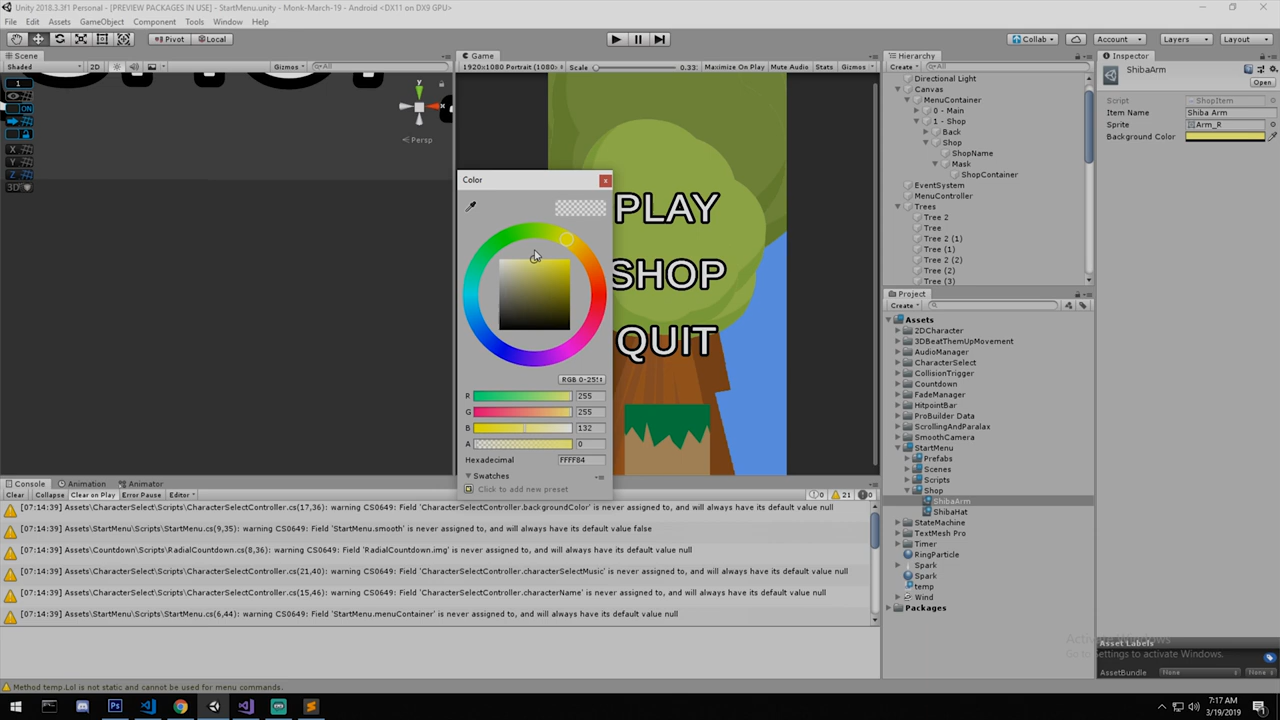 Unity 2018.3.3f1 Personal - [PREVIEW PACKAGES IN USE] - StartMenu.unity - Monk-March-19 - Android <DX11 on DX9 GPU>
File Edit Assets GameObject Component Tools Window Help
Pivot Local Collab Account Layers Layout
Scene
Shaded 2D Gizmos All
1
ON
X
Y
Z
3D
y
x
Persp
Game
1920x1080 Portrait (1080x Scale 0.33 Maximize On Play Mute Audio Stats Gizmos
PLAY
SHOP
QUIT
Color
RGB 0-255
R 255
G 255
B 132
A 0
Hexadecimal FFFF84
Swatches
Click to add new preset
Hierarchy
Create All
Directional Light
Canvas
MenuContainer
0 - Main
1 - Shop
Back
Shop
ShopName
Mask
ShopContainer
EventSystem
MenuController
Trees
Tree 2
Tree
Tree 2 (1)
Tree (1)
Tree 2 (2)
Tree (2)
Tree (3)
Project
Create
Assets
2DCharacter
3DBeatThemUpMovement
AudioManager
CharacterSelect
CollisionTrigger
Countdown
FadeManager
HitpointBar
ProBuilder Data
ScrollingAndParalax
SmoothCamera
StartMenu
Prefabs
Scenes
Scripts
Shop
ShibaArm
ShibaHat
StateMachine
TextMesh Pro
Timer
RingParticle
Spark
Spark
temp
Wind
Packages
Inspector
ShibaArm
Open
Script ShopItem
Item Name Shiba Arm
Sprite Arm_R
Background Color
Activate Windows
Go to Settings to activate Windows.
Asset Labels
AssetBundle None None
Console Animation Animator
Clear Collapse Clear on Play Error Pause Editor 0 21 0
[07:14:39] Assets\CharacterSelect\Scripts\CharacterSelectController.cs(17,36): warning CS0649: Field 'CharacterSelectController.backgroundColor' is never assigned to, and will always have its default value null
[07:14:39] Assets\StartMenu\Scripts\StartMenu.cs(9,35): warning CS0649: Field 'StartMenu.smooth' is never assigned to, and will always have its default value false
[07:14:39] Assets\Countdown\Scripts\RadialCountdown.cs(8,36): warning CS0649: Field 'RadialCountdown.img' is never assigned to, and will always have its default value null
[07:14:39] Assets\CharacterSelect\Scripts\CharacterSelectController.cs(21,40): warning CS0649: Field 'CharacterSelectController.characterSelectMusic' is never assigned to, and will always have its default value null
[07:14:39] Assets\CharacterSelect\Scripts\CharacterSelectController.cs(15,46): warning CS0649: Field 'CharacterSelectController.characterName' is never assigned to, and will always have its default value null
[07:14:39] Assets\StartMenu\Scripts\StartMenu.cs(6,44): warning CS0649: Field 'StartMenu.menuContainer' is never assigned to, and will always have its default value null
Method temp.Lol is not static and cannot be used for menu commands.
7:17 AM
3/19/2019